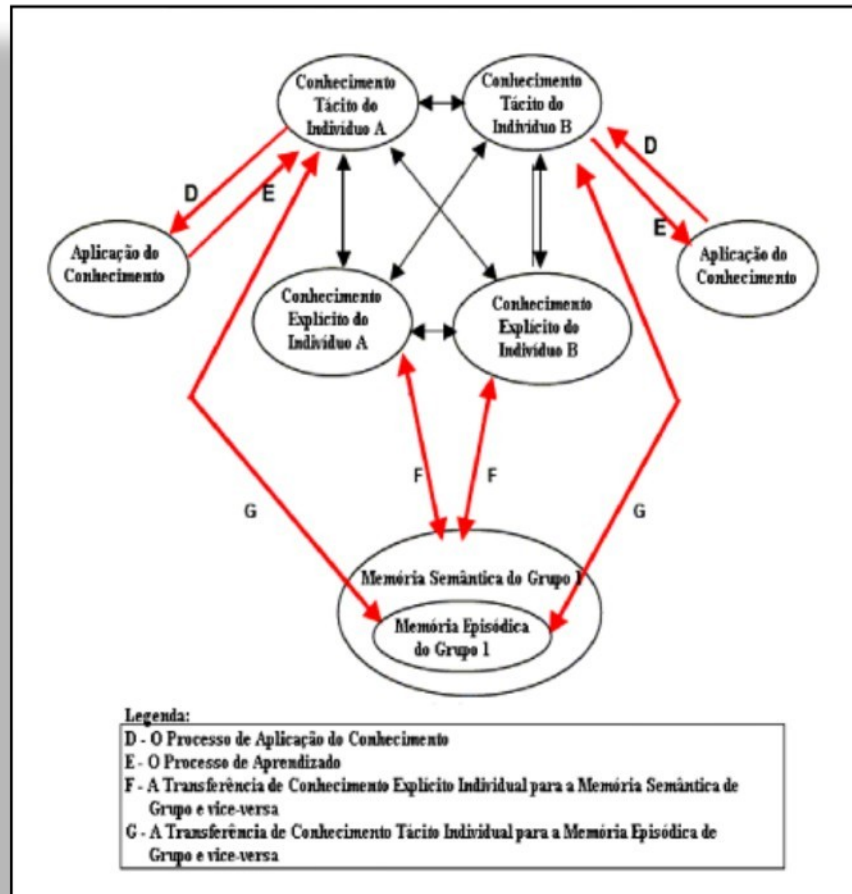 Conhecimento
Tácito do
Indivíduo A
Conhecimento
Tácito do
Indivíduo B
D
E
D
E
Aplicação do
Conhecimento
Aplicação do
Conhecimento
Conhecimento
Explícito do
Indivíduo A
Conhecimento
Explícito do
Indivíduo B
F
F
G
G
Memória Semântica do Grupo 1
Memória Episódica
do Grupo 1
Legenda:
D - O Processo de Aplicação do Conhecimento
E - O Processo de Aprendizado
F - A Transferência de Conhecimento Explícito Individual para a Memória Semântica de
Grupo e vice-versa
G - A Transferência de Conhecimento Tácito Individual para a Memória Episódica de
Grupo e vice-versa